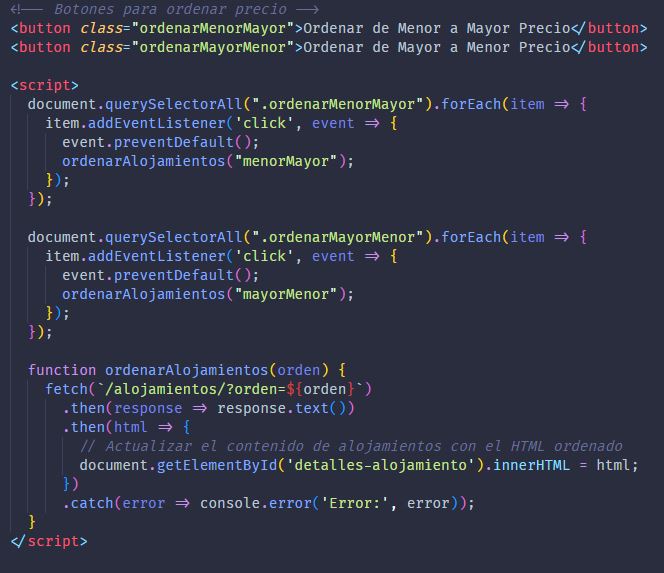 <!-- Botones para ordenar precio -->
<button class="ordenarMenorMayor">Ordenar de Menor a Mayor Precio</button>
<button class="ordenarMayorMenor">Ordenar de Mayor a Menor Precio</button>

<script>
  document.querySelectorAll(".ordenarMenorMayor").forEach(item => {
    item.addEventListener('click', event => {
      event.preventDefault();
      ordenarAlojamientos("menorMayor");
    });
  });

  document.querySelectorAll(".ordenarMayorMenor").forEach(item => {
    item.addEventListener('click', event => {
      event.preventDefault();
      ordenarAlojamientos("mayorMenor");
    });
  });

  function ordenarAlojamientos(orden) {
    fetch(`/alojamientos/?orden=${orden}`)
      .then(response => response.text())
      .then(html => {
        // Actualizar el contenido de alojamientos con el HTML ordenado
        document.getElementById('detalles-alojamiento').innerHTML = html;
      })
      .catch(error => console.error('Error:', error));
  }
</script>